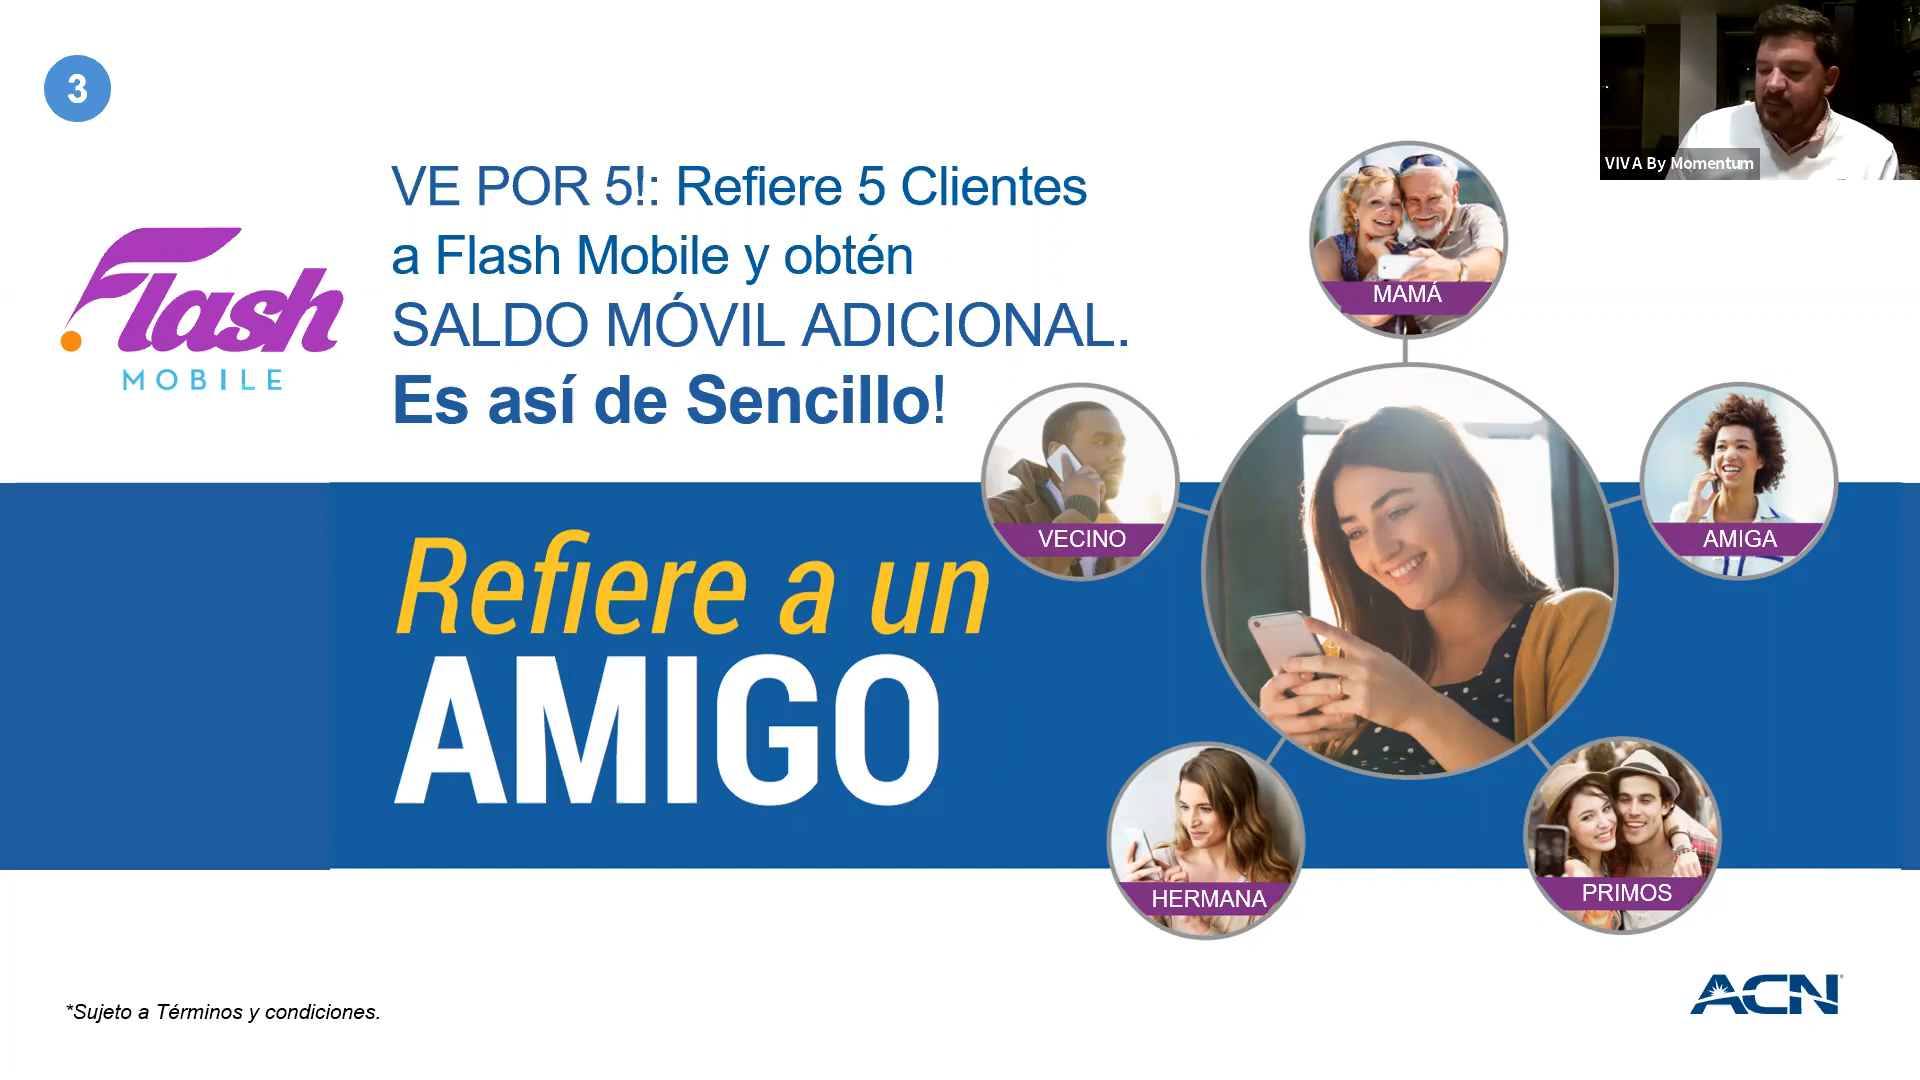 3
VIVA By Momentum
VE POR 5!: Refiere 5 Clientes
a Flash Mobile y obtén
SALDO MÓVIL ADICIONAL.
Es así de Sencillo!
Flash
MOBILE
MAMÁ
VECINO
AMIGA
Refiere a un
AMIGO
HERMANA
PRIMOS
ACN
*Sujeto a Términos y condiciones.